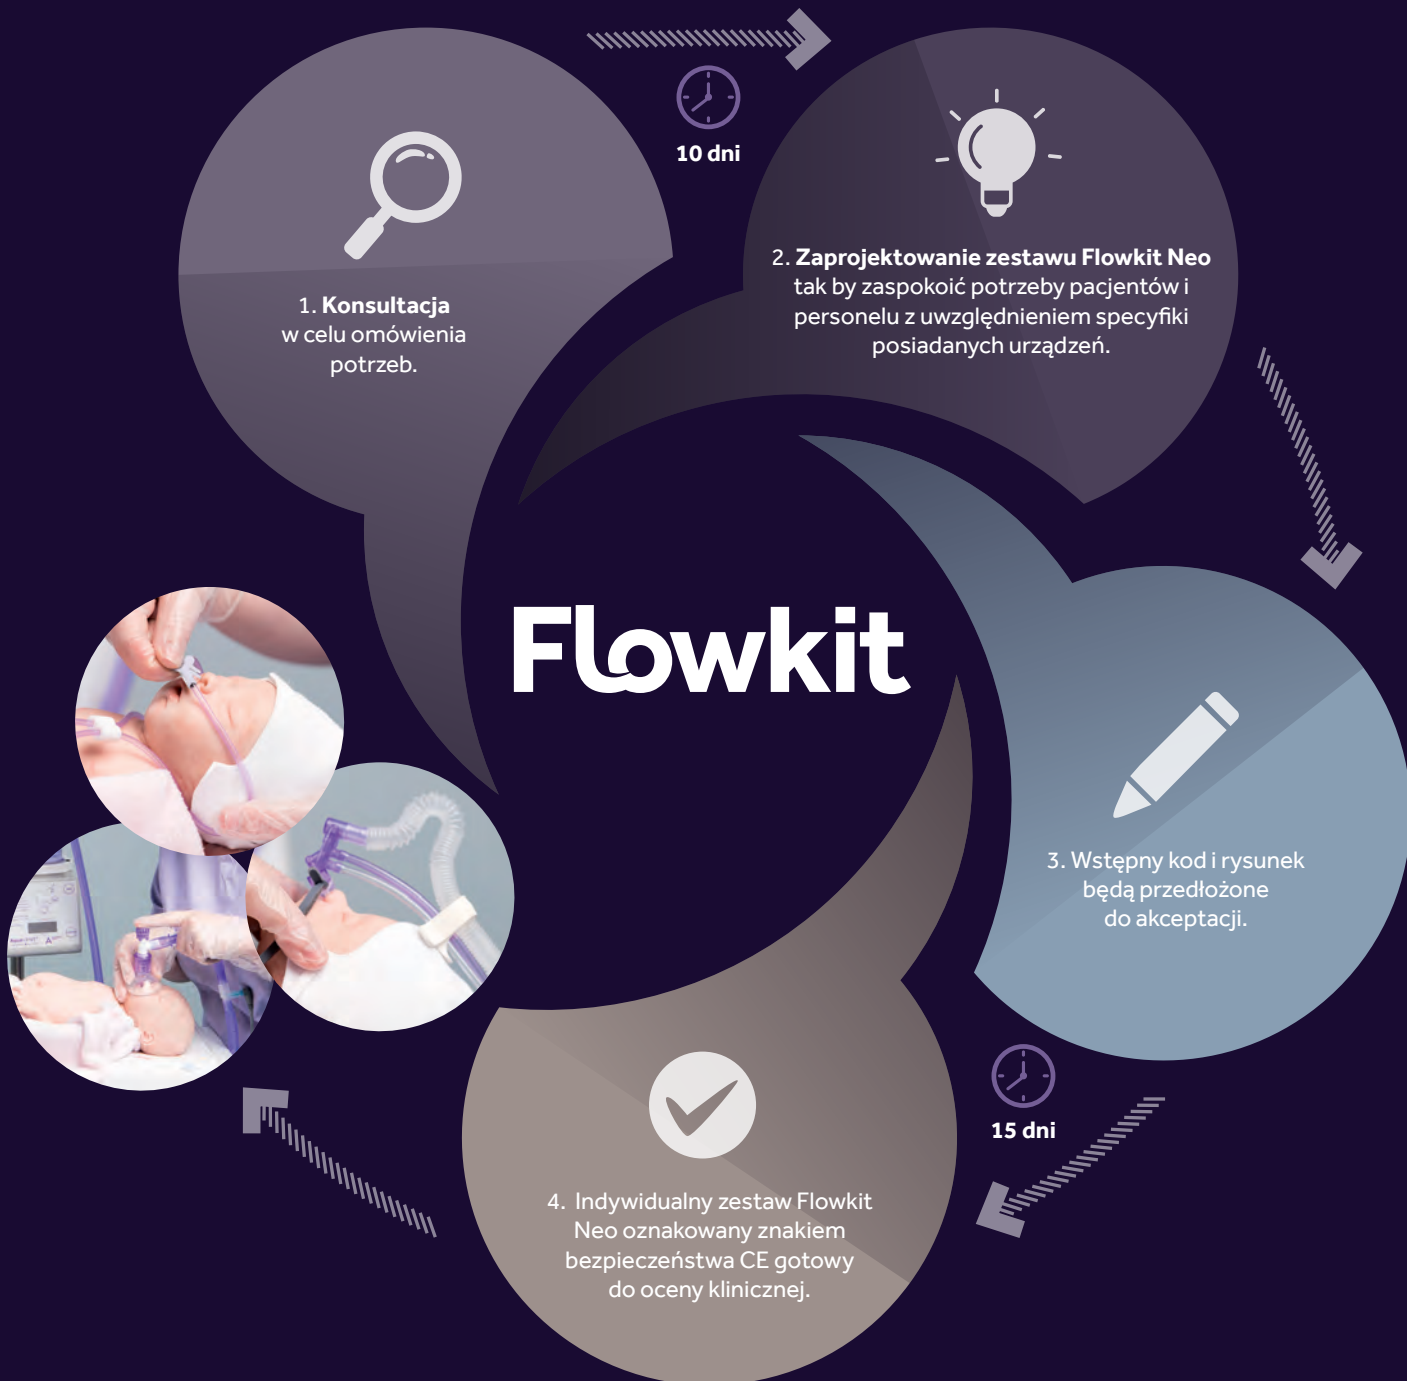 10 dni
1. Konsultacja
w celu omówienia
potrzeb.
2. Zaprojektowanie zestawu Flowkit Neo
tak by zaspokoić potrzeby pacjentów i
personelu z uwzględnieniem specyfiki
posiadanych urządzeń.
Flowkit
3. Wstępny kod i rysunek
będą przedłożone
do akceptacji.
15 dni
4. Indywidualny zestaw Flowkit
Neo oznakowany znakiem
bezpieczeństwa CE gotowy
do oceny klinicznej.